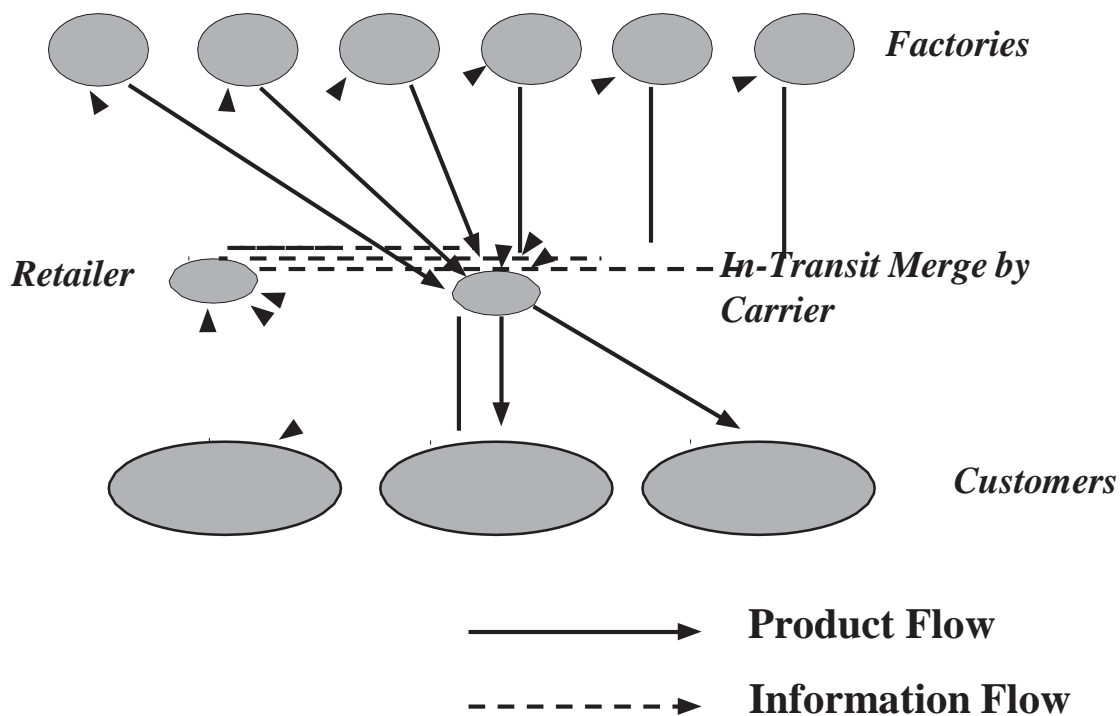 Factories
Retailer
In-Transit Merge by
Carrier
Customers
Product Flow
Information Flow